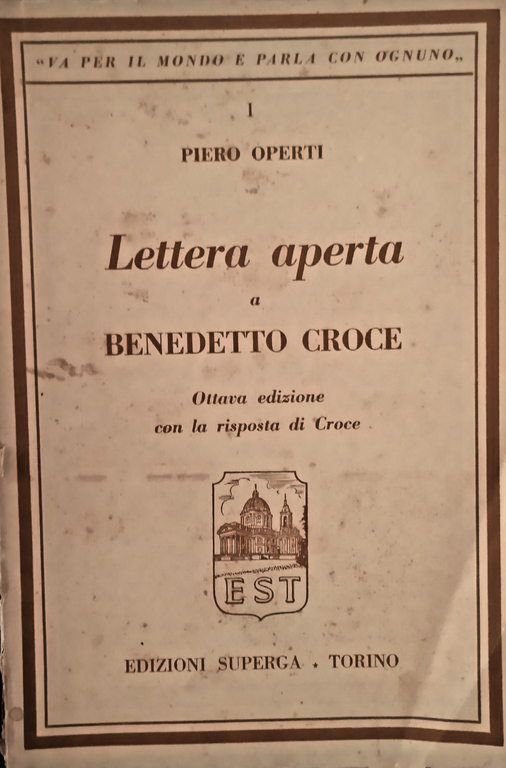 “VA PER IL MONDO E PARLA CON OGNUNO„
I
PIERO OPERTI
Lettera aperta
a
BENEDETTO CROCE
Ottava edizione
con la risposta di Croce
EST
EDIZIONI SUPERGA . TORINO